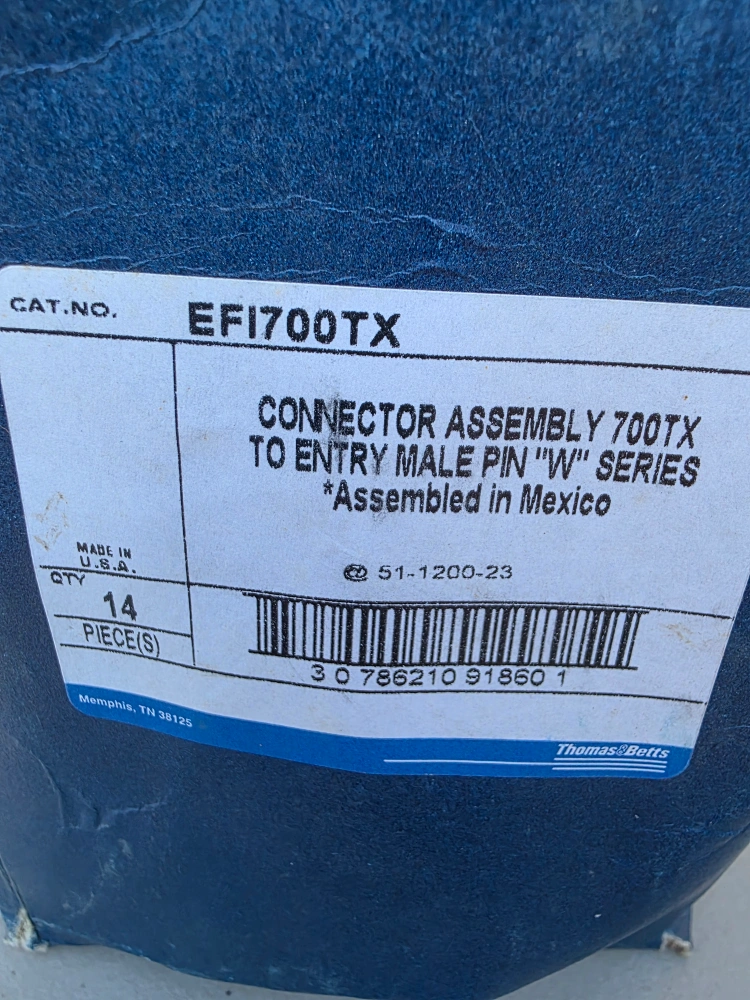 CAT.NO. EFI700TX
CONNECTOR ASSEMBLY 700TX
TO ENTRY MALE PIN "W" SERIES
*Assembled in Mexico
MADE IN
U.S.A.
51-1200-23
QTY
14
PIECE(S)
3 0 786210 91860 1
Memphis, TN 38125
Thomas&Betts